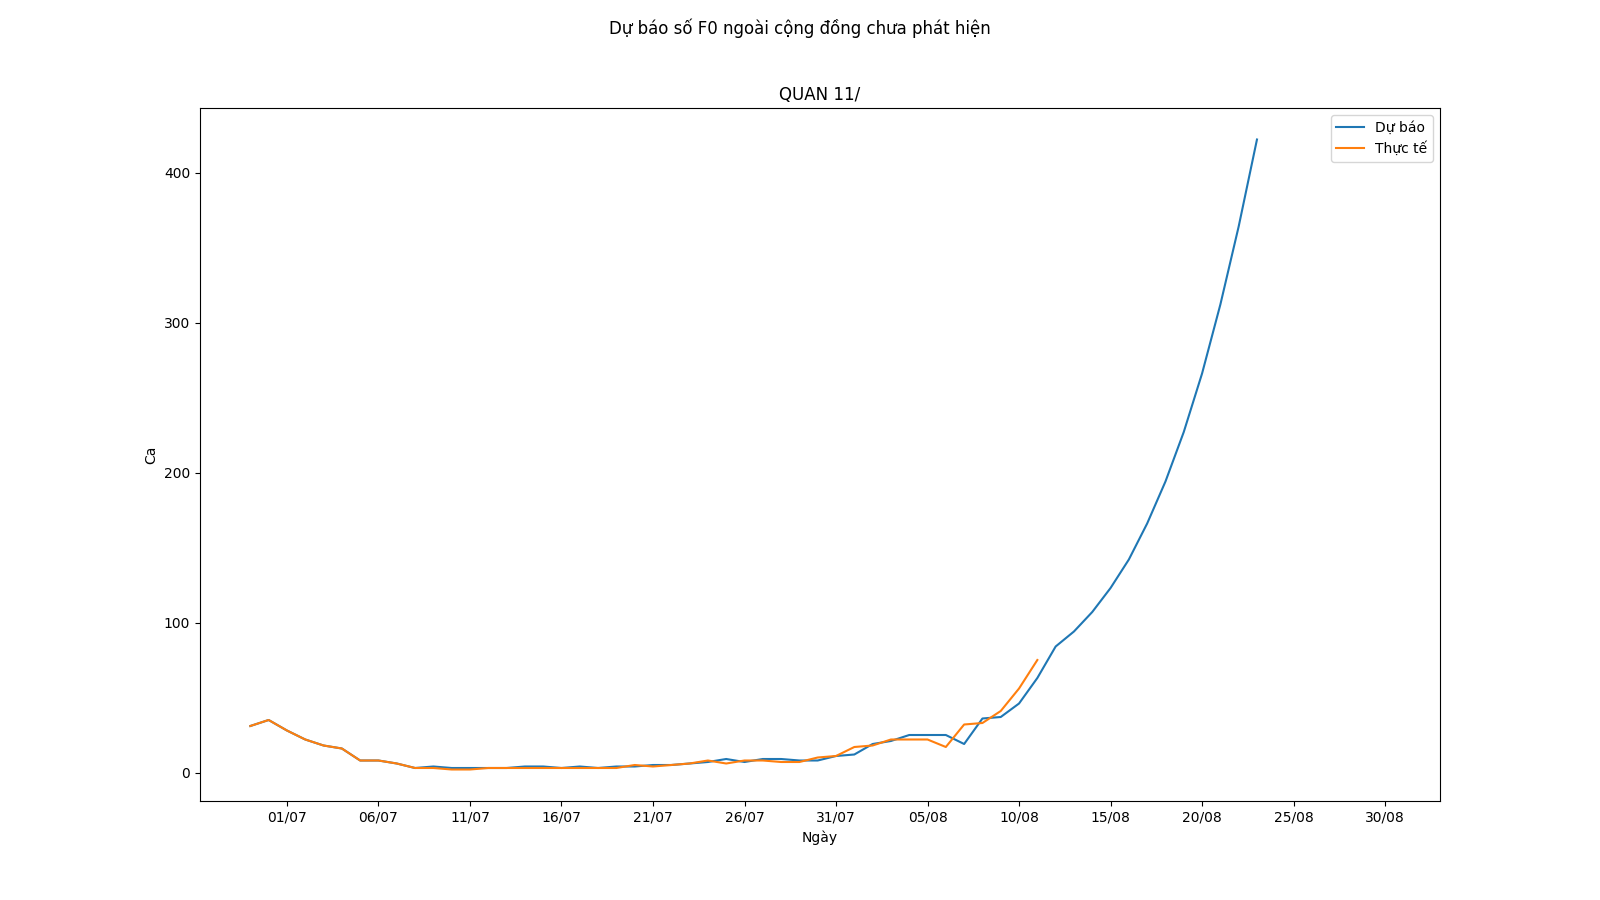 Dự báo số F0 ngoài cộng đồng chưa phát hiện
QUAN 11/
Dự báo
Thực tế
400
300
200
100
0
Ca
01/07 06/07 11/07 16/07 21/07 26/07 31/07 05/08 10/08 15/08 20/08 25/08 30/08
Ngày